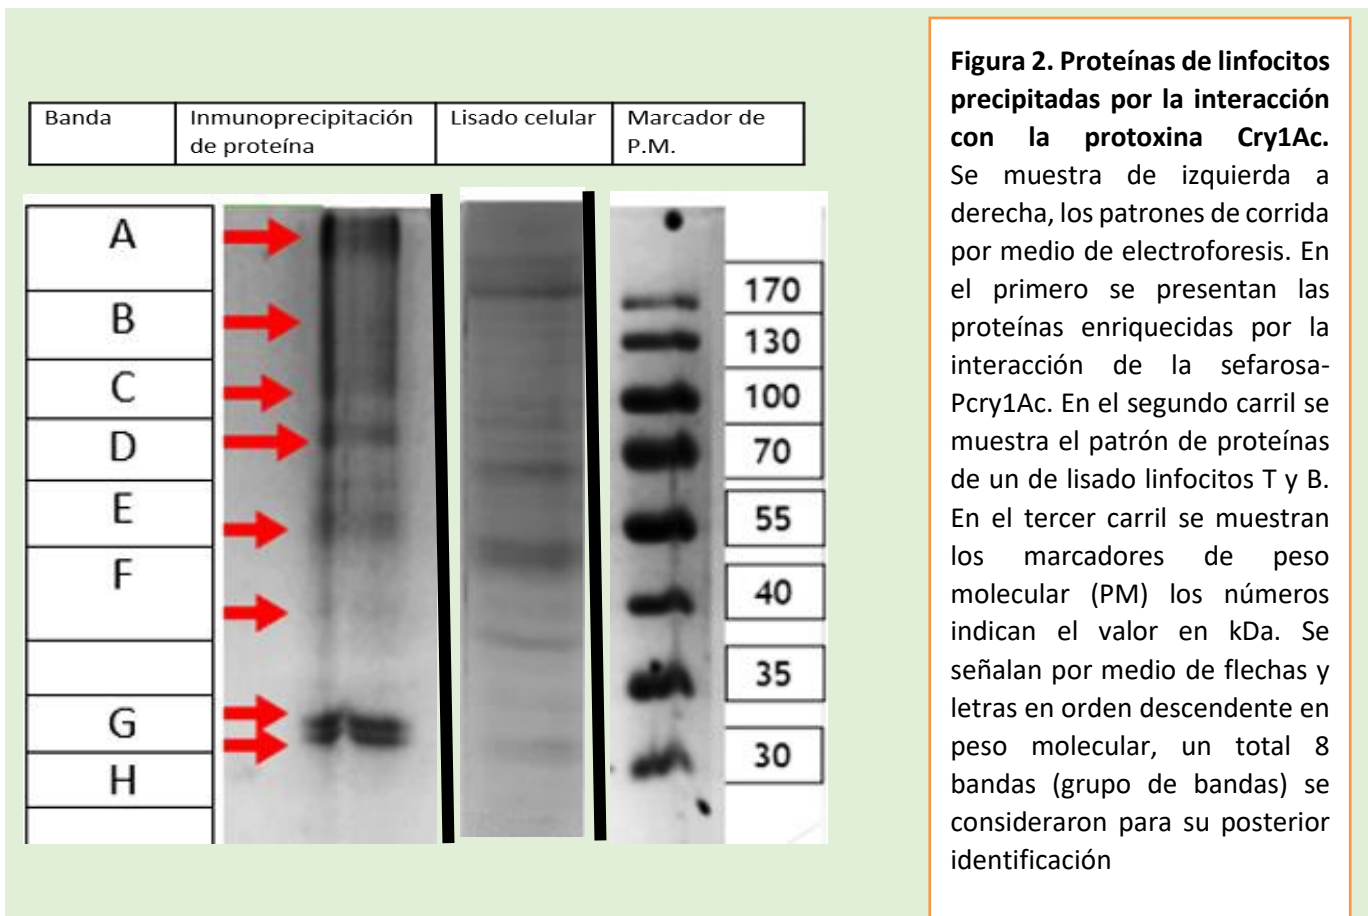 Banda
Inmunoprecipitación
de proteína
Lisado celular
Marcador de
P.M.
A
B
C
D
E
F
G
H
170
130
100
70
55
40
35
30
Figura 2. Proteínas de linfocitos
precipitadas por la interacción
con la protoxina Cry1Ac.
Se muestra de izquierda a
derecha, los patrones de corrida
por medio de electroforesis. En
el primero se presentan las
proteínas enriquecidas por la
interacción de la sefarosa-
Pcry1Ac. En el segundo carril se
muestra el patrón de proteínas
de un de lisado linfocitos T y B.
En el tercer carril se muestran
los marcadores de peso
molecular (PM) los números
indican el valor en kDa. Se
señalan por medio de flechas y
letras en orden descendente en
peso molecular, un total 8
bandas (grupo de bandas) se
consideraron para su posterior
identificación